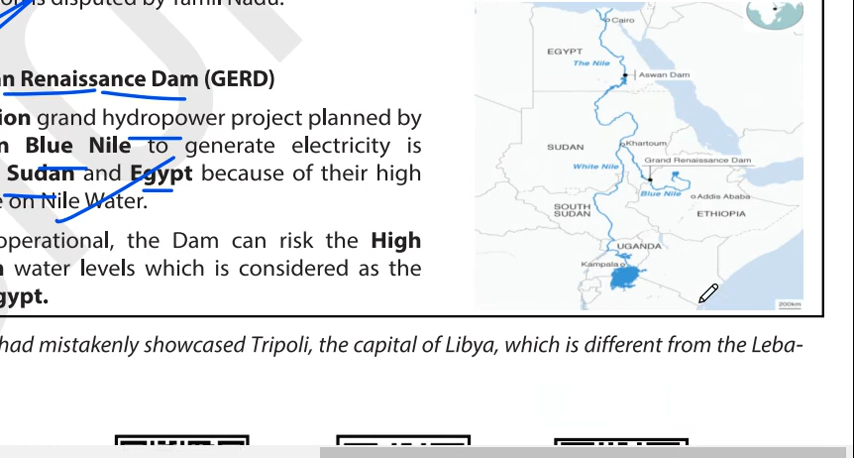 is disputed by Tamil Nadu.
n Renaissance Dam (GERD)
ion grand hydropower project planned by
n Blue Nile to generate electricity is
Sudan and Egypt because of their high
e on Nile Water.
operational, the Dam can risk the High
water levels which is considered as the
gypt.
Cairo
EGYPT
The Nile
Aswan Dam
SUDAN
Khartoum
White Nile
Grand Renaissance Dam
Blue Nile
Addis Ababa
SOUTH
SUDAN
ETHIOPIA
UGANDA
Kampala
200km
had mistakenly showcased Tripoli, the capital of Libya, which is different from the Leba-